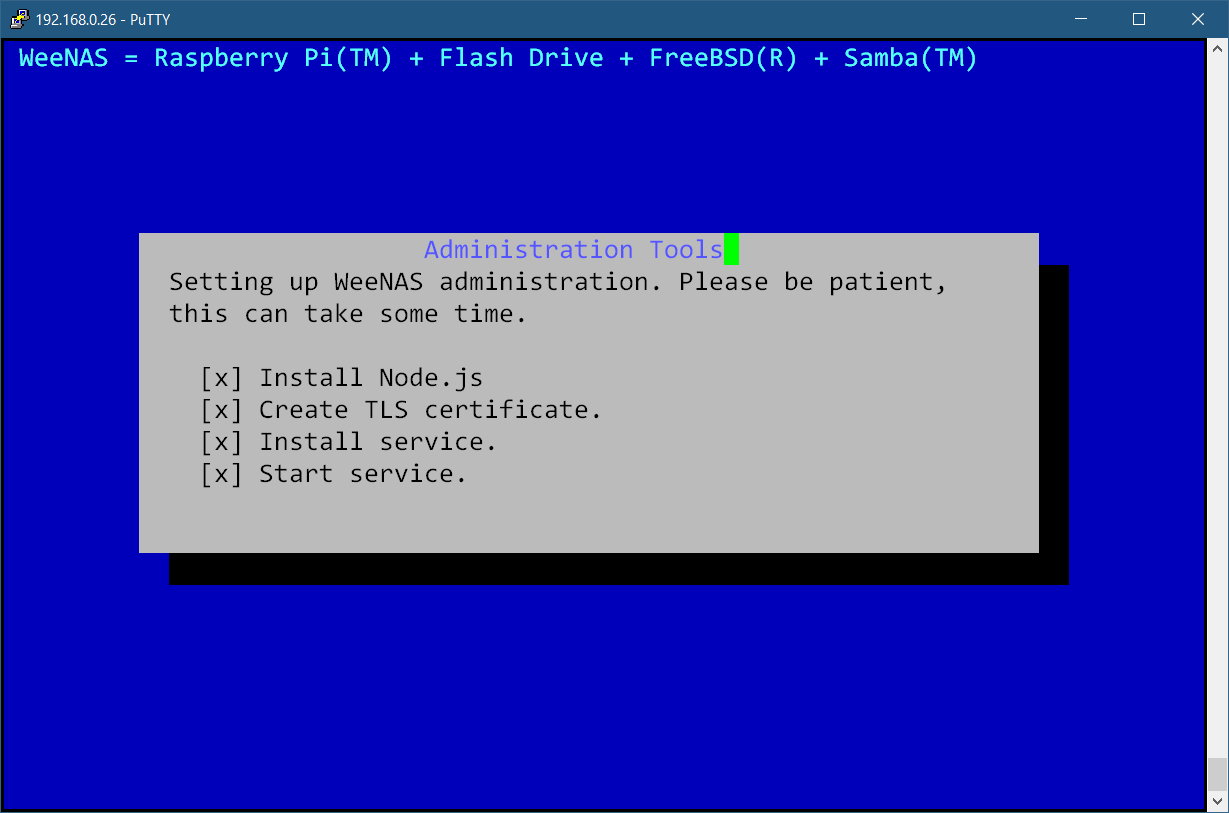 192.168.0.26 - PuTTY
WeeNAS = Raspberry Pi(TM) + Flash Drive + FreeBSD(R) + Samba(TM)
Administration Tools
Setting up WeeNAS administration. Please be patient,
this can take some time.
[x] Install Node.js
[x] Create TLS certificate.
[x] Install service.
[x] Start service.